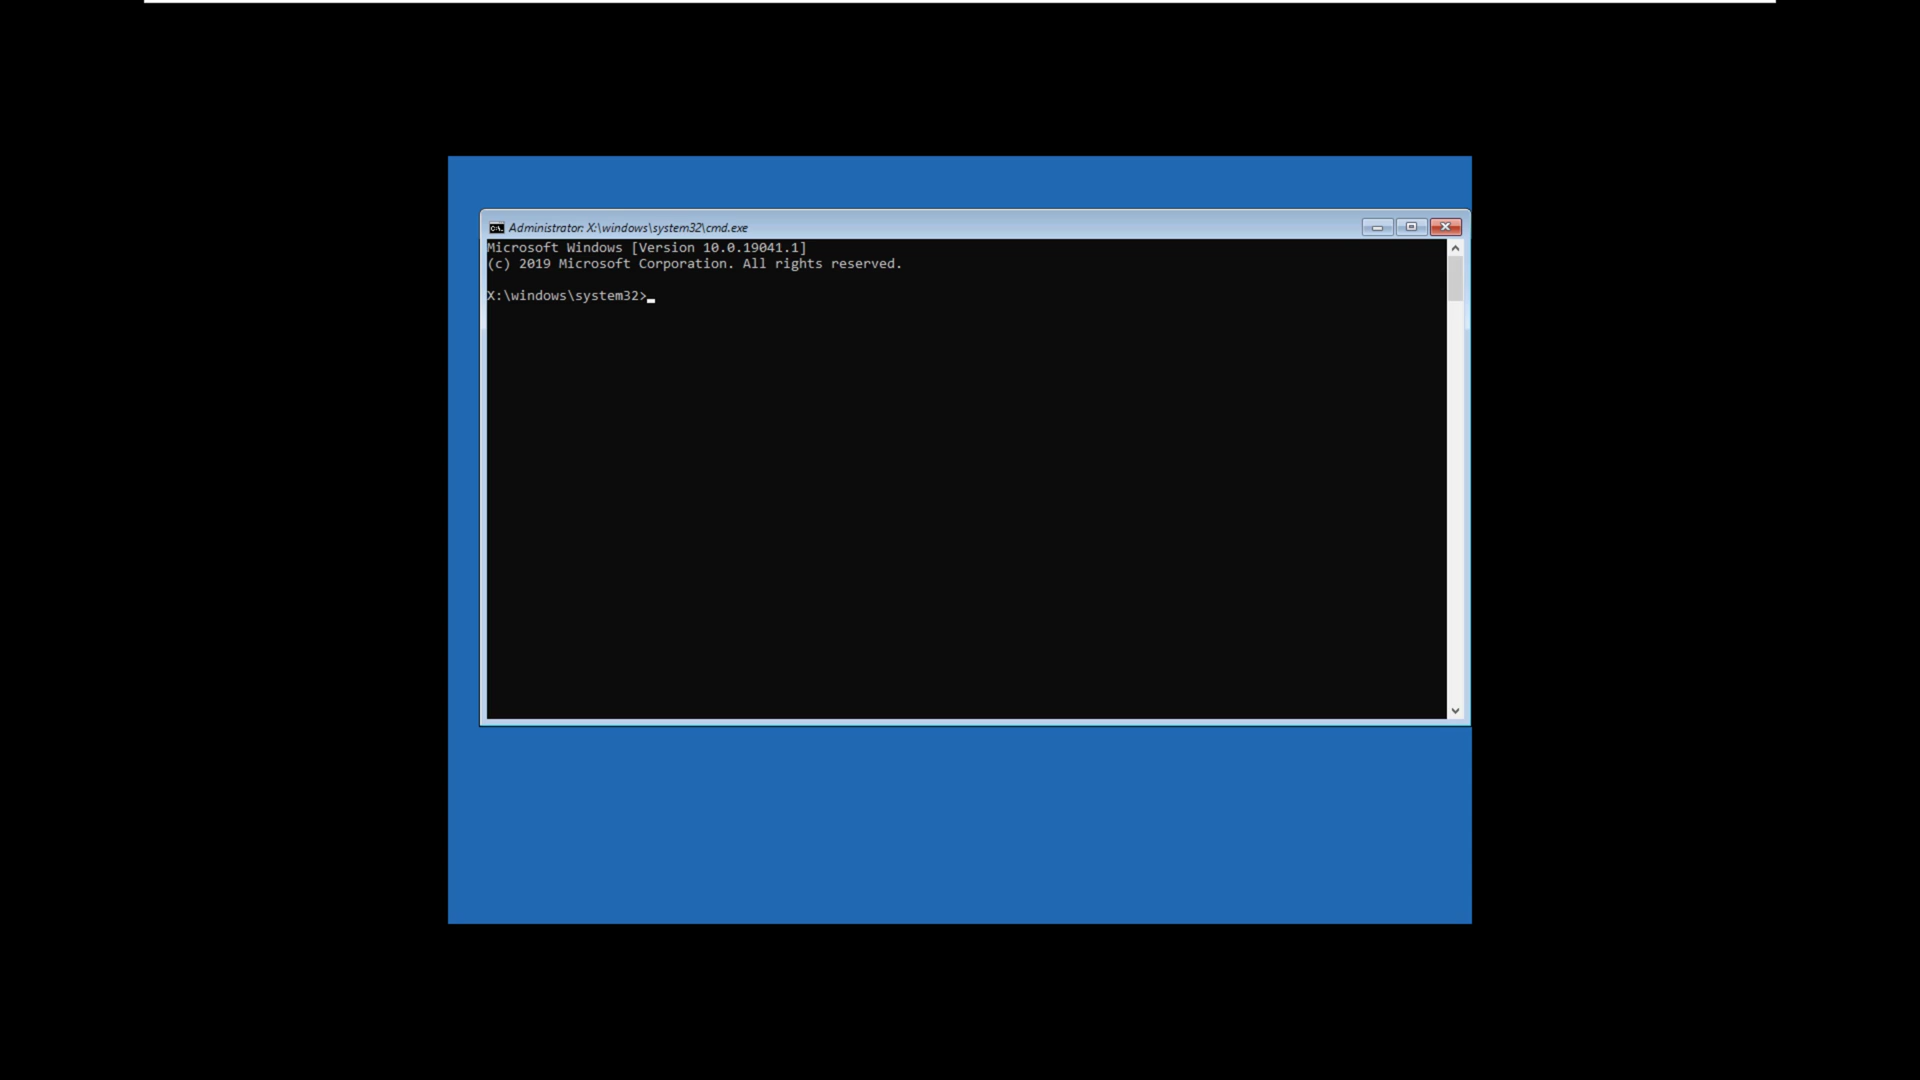 Administrator: X:\windows\system32\cmd.exe
Microsoft Windows [Version 10.0.19041.1]
(c) 2019 Microsoft Corporation. All rights reserved.
X:\windows\system32>